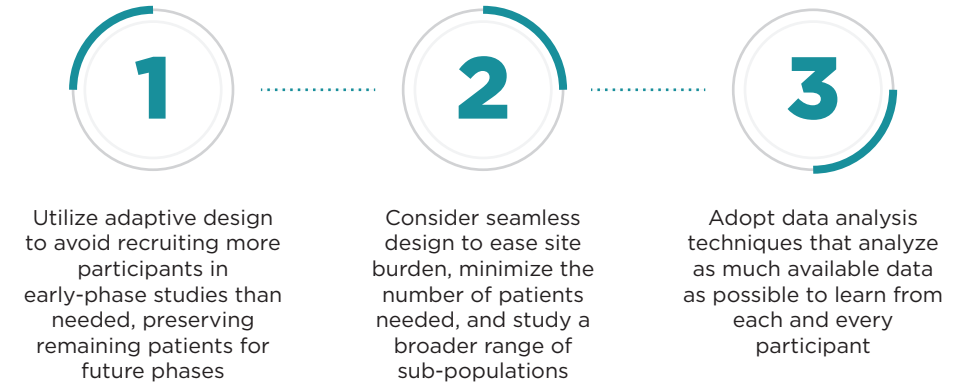 1
Utilize adaptive design
to avoid recruiting more
participants in
early-phase studies than
needed, preserving
remaining patients for
future phases
2
Consider seamless
design to ease site
burden, minimize the
number of patients
needed, and study a
broader range of
sub-populations
3
Adopt data analysis
techniques that analyze
as much available data
as possible to learn from
each and every
participant